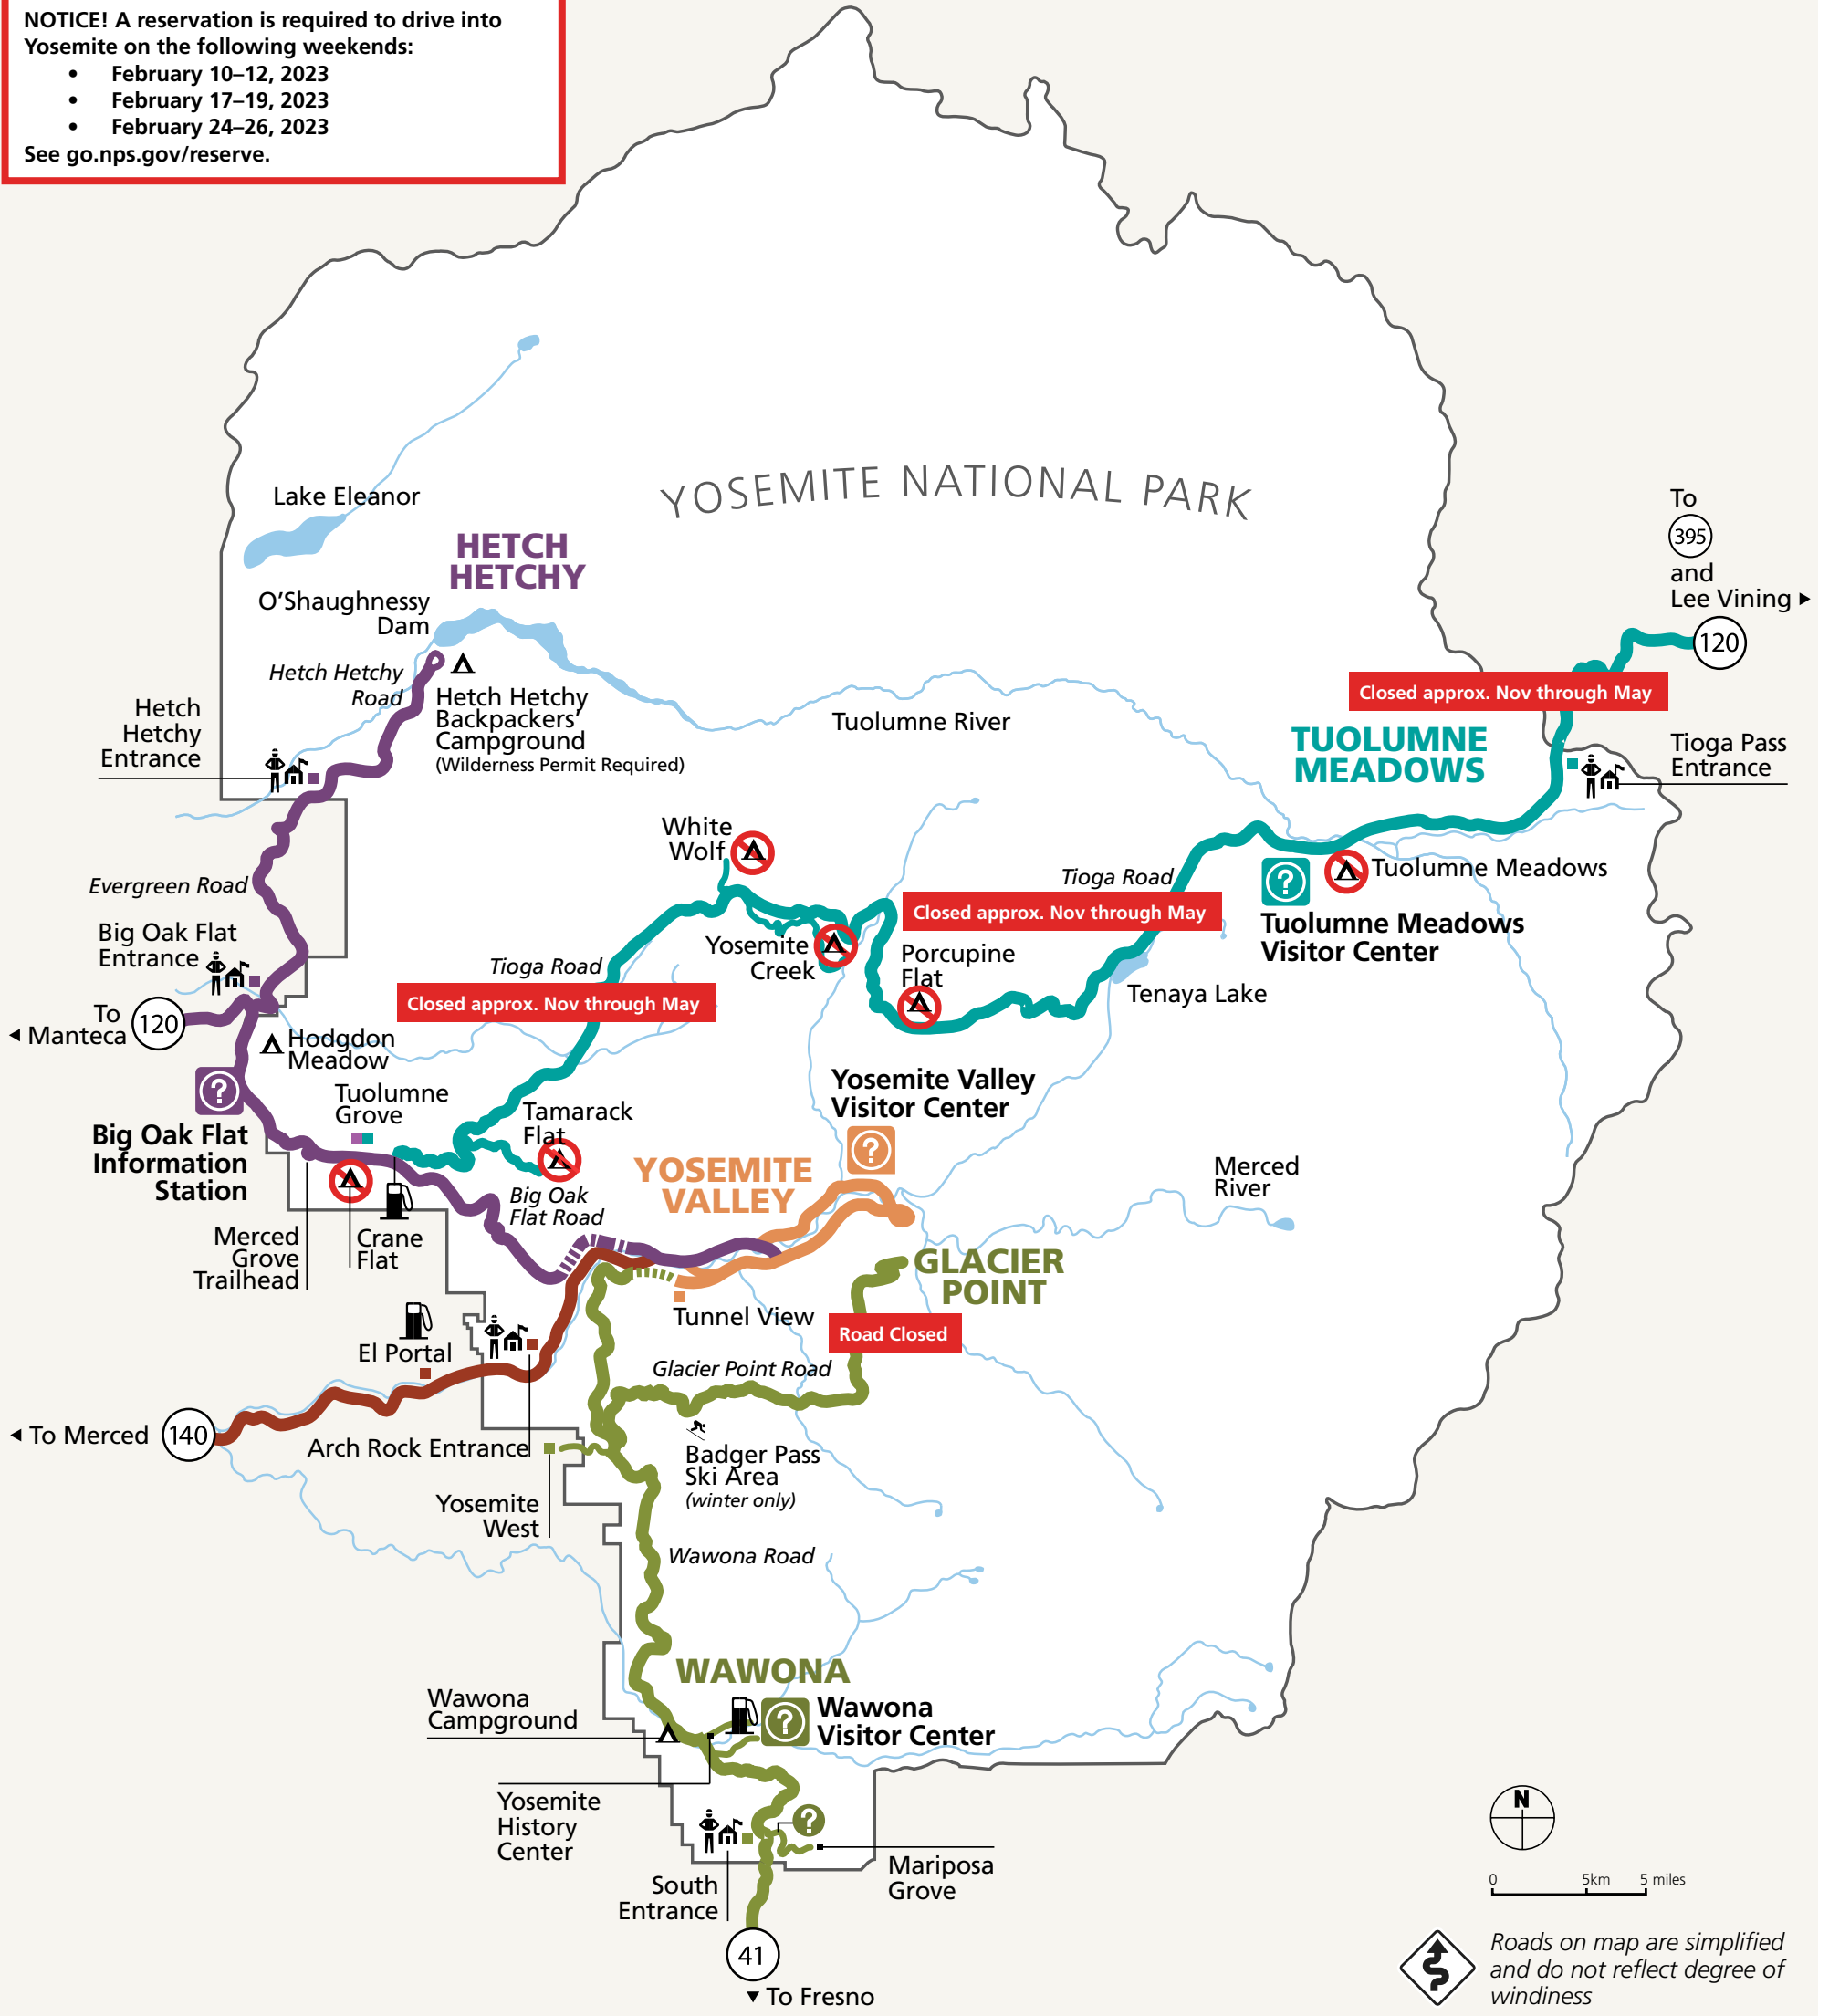 NOTICE! A reservation is required to drive into
Yosemite on the following weekends:
• February 10–12, 2023
• February 17–19, 2023
• February 24–26, 2023
See go.nps.gov/reserve.
YOSEMITE NATIONAL PARK
Lake Eleanor
HETCH
HETCHY
O'Shaughnessy
Dam
Hetch Hetchy
Road
Hetch Hetchy
Backpackers'
Campground
(Wilderness Permit Required)
Hetch
Hetchy
Entrance
Tuolumne River
To
395
and
Lee Vining ▸
120
Closed approx. Nov through May
TUOLUMNE
MEADOWS
Tioga Pass
Entrance
White
Wolf
Evergreen Road
Tioga Road
Tuolumne Meadows
?
Closed approx. Nov through May
Tuolumne Meadows
Visitor Center
Big Oak Flat
Entrance
Yosemite
Creek
Porcupine
Flat
Tioga Road
Tenaya Lake
Closed approx. Nov through May
To
◂ Manteca
120
Hodgdon
Meadow
?
Tuolumne
Grove
Tamarack
Flat
Yosemite Valley
Visitor Center
?
Big Oak Flat
Information
Station
YOSEMITE
VALLEY
Merced
River
Big Oak
Flat Road
Merced
Grove
Trailhead
Crane
Flat
GLACIER
POINT
Tunnel View
Road Closed
El Portal
Glacier Point Road
◂ To Merced
140
Arch Rock Entrance
Badger Pass
Ski Area
(winter only)
Yosemite
West
Wawona Road
WAWONA
Wawona
Campground
?
Wawona
Visitor Center
Yosemite
History
Center
?
Mariposa
Grove
South
Entrance
41
▾ To Fresno
N
0 5km 5 miles
Roads on map are simplified
and do not reflect degree of
windiness